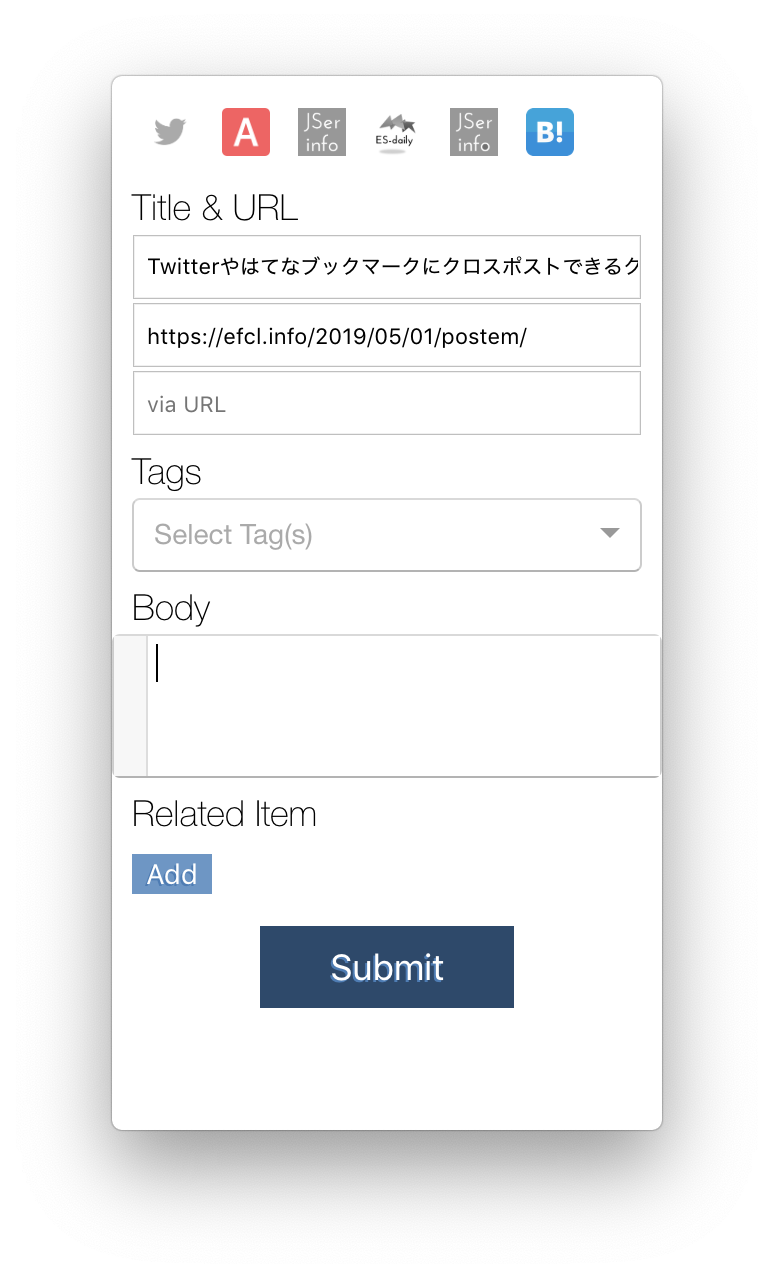 A
JSer
info
ES-daily
JSer
info
B!
Title & URL
Twitterやはてなブックマークにクロスポストできるク
https://efcl.info/2019/05/01/postem/
via URL
Tags
Select Tag(s)
Body
Related Item
Add
Submit